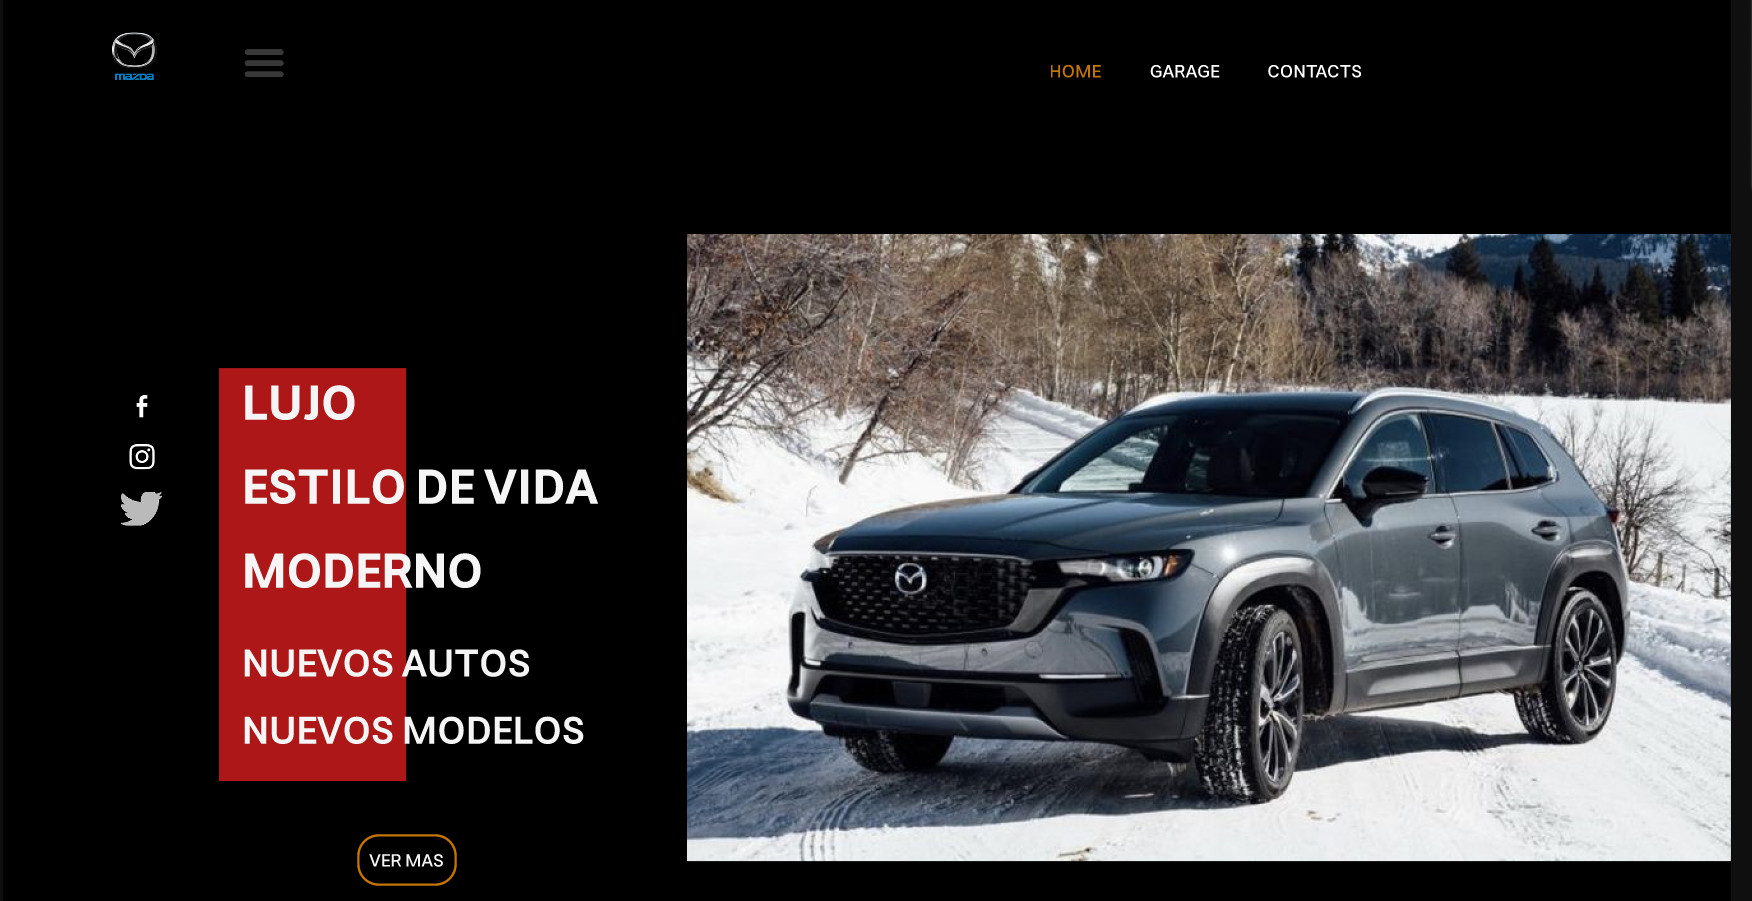 mazda
HOME
GARAGE
CONTACTS
LUJO
ESTILO DE VIDA
MODERNO
NUEVOS AUTOS
NUEVOS MODELOS
VER MAS